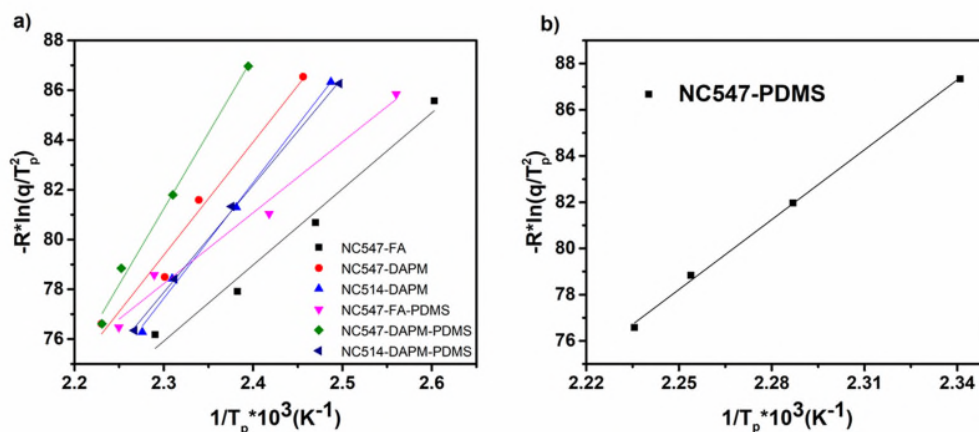 a)
-R*ln(q/T_p^2)
88
86
84
82
80
78
76
2.2
2.3
2.4
2.5
2.6
1/T_p*10^3(K^-1)
NC547-FA
NC547-DAPM
NC514-DAPM
NC547-FA-PDMS
NC547-DAPM-PDMS
NC514-DAPM-PDMS
b)
-R*ln(q/T_p^2)
88
86
84
82
80
78
76
2.22
2.25
2.28
2.31
2.34
1/T_p*10^3(K^-1)
NC547-PDMS